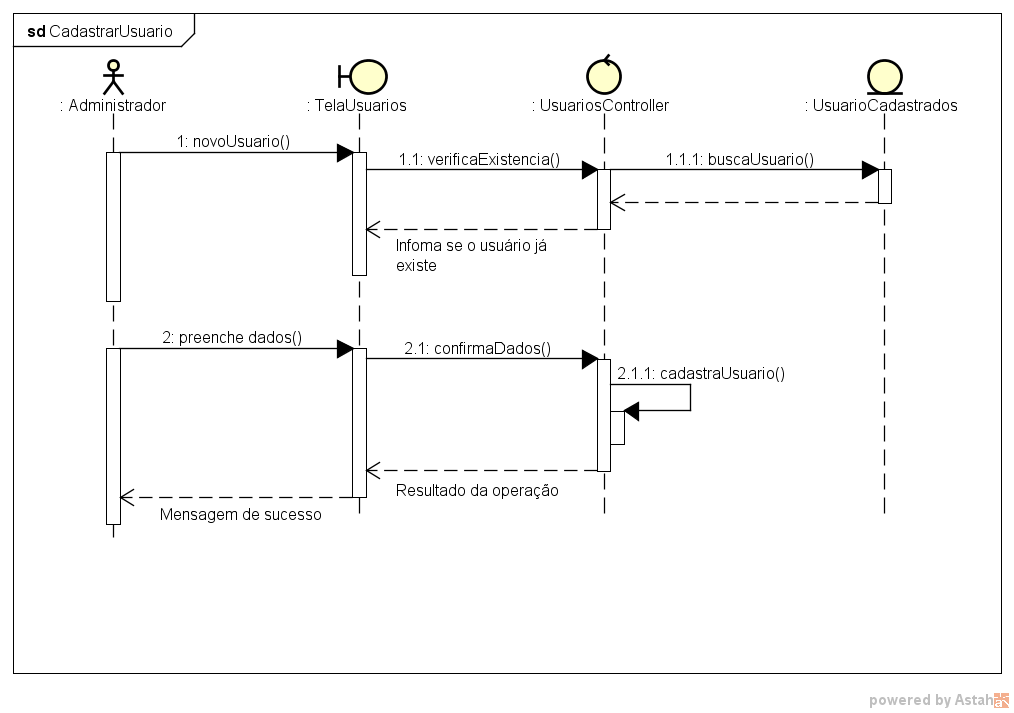 sd CadastrarUsuario
: Administrador
: TelaUsuarios
: UsuariosController
: UsuarioCadastrados
1: novoUsuario()
1.1: verificaExistencia()
1.1.1: buscaUsuario()
Infoma se o usuário já
existe
2: preenche dados()
2.1: confirmaDados()
2.1.1: cadastraUsuario()
Resultado da operação
Mensagem de sucesso
powered by Astah